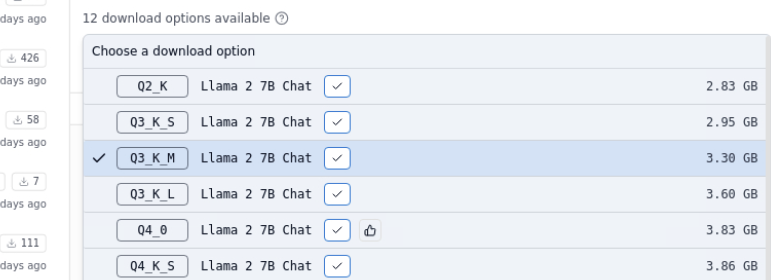 days ago
426
days ago
58
days ago
7
days ago
111
days ago
12 download options available
Choose a download option
Q2_K Llama 2 7B Chat 2.83 GB
Q3_K_S Llama 2 7B Chat 2.95 GB
Q3_K_M Llama 2 7B Chat 3.30 GB
Q3_K_L Llama 2 7B Chat 3.60 GB
Q4_0 Llama 2 7B Chat 3.83 GB
Q4_K_S Llama 2 7B Chat 3.86 GB